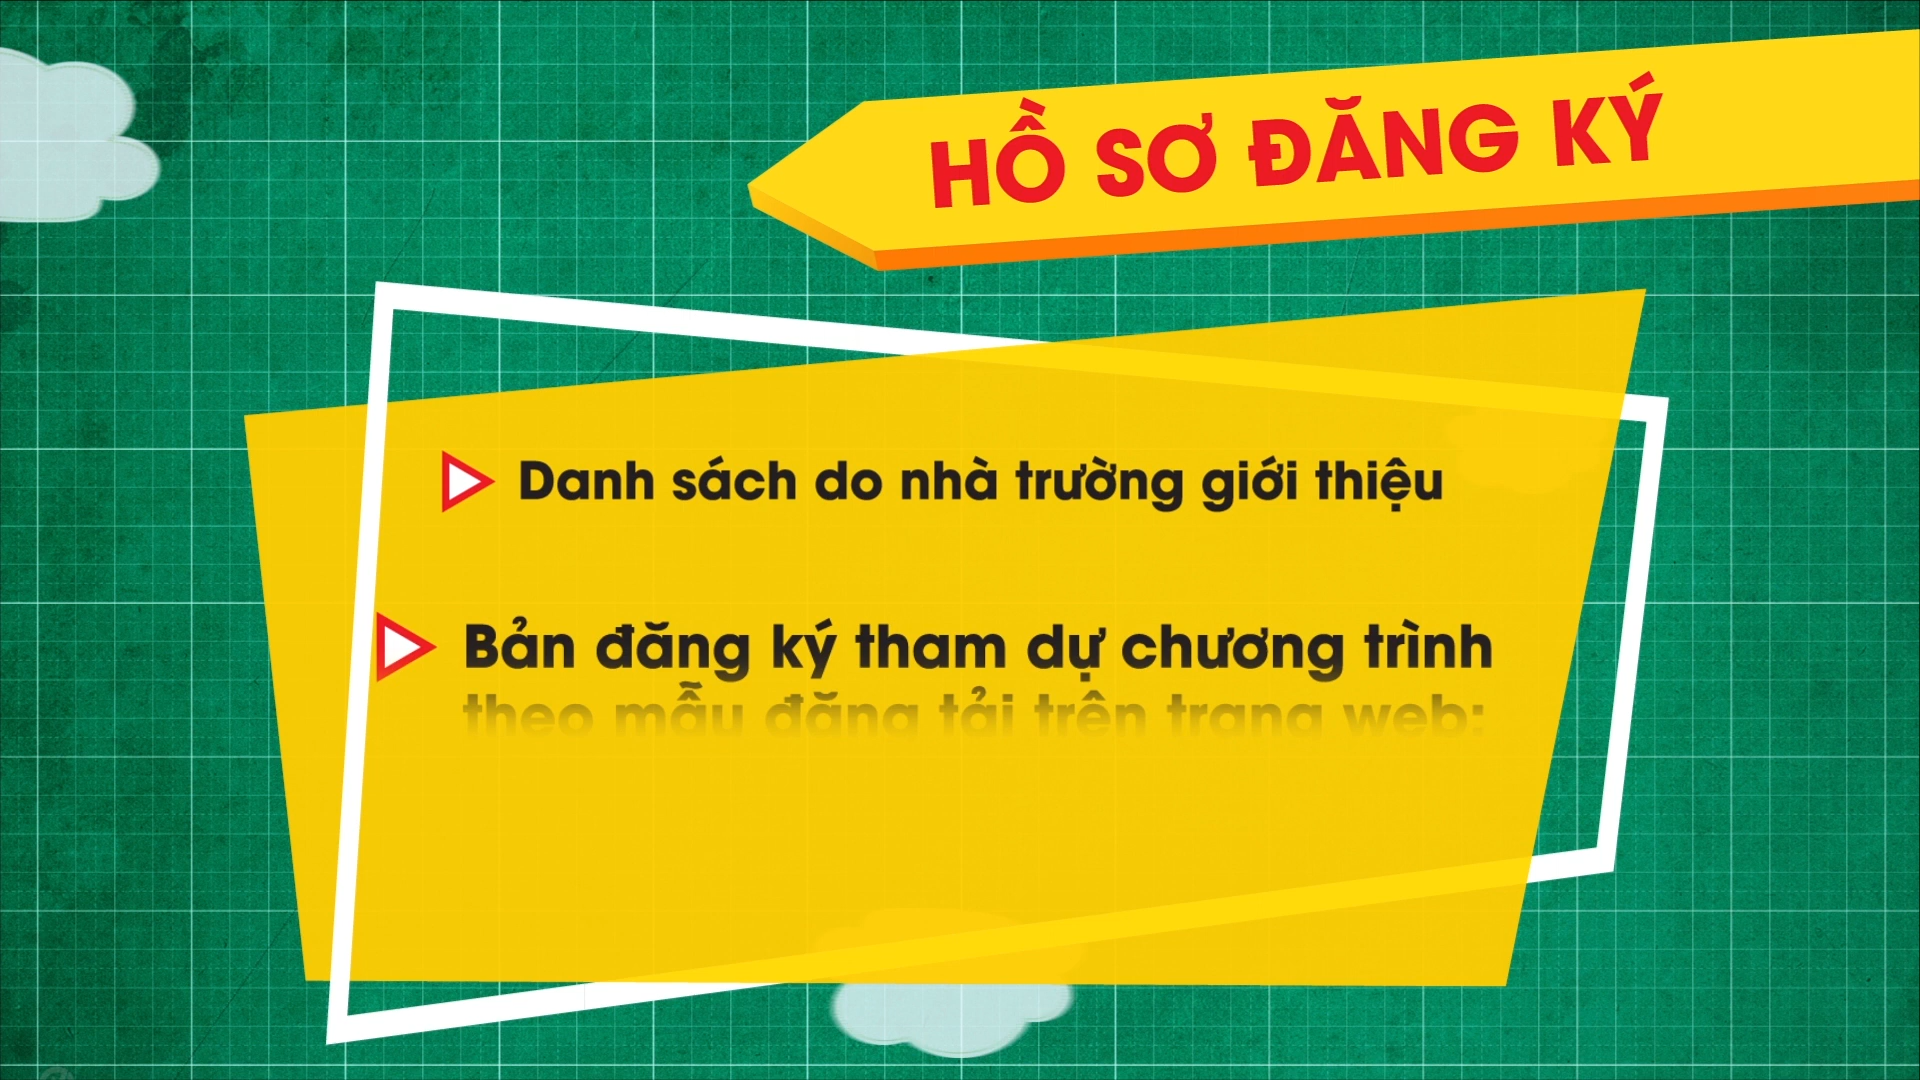 HỒ SƠ ĐĂNG KÝ
Danh sách do nhà trường giới thiệu
Bản đăng ký tham dự chương trình
theo mẫu đăng tải trên trang web: